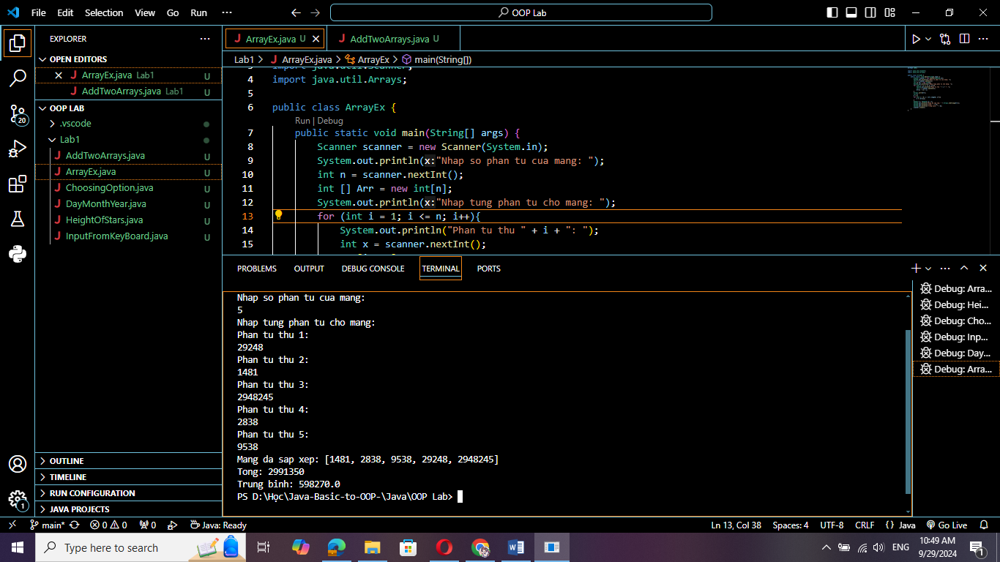 File Edit Selection View Go Run ··· OOP Lab
EXPLORER ···
OPEN EDITORS
ArrayEx.java Lab1 U
AddTwoArrays.java Lab1 U
OOP LAB
.vscode
Lab1
AddTwoArrays.java U
ArrayEx.java U
ChoosingOption.java U
DayMonthYear.java U
HeightOfStars.java U
InputFromKeyBoard.java U
OUTLINE
TIMELINE
RUN CONFIGURATION
JAVA PROJECTS
20
1
ArrayEx.java U AddTwoArrays.java U
Lab1 > ArrayEx.java > ArrayEx > main(String[])
3 import java.util.Scanner;
4 import java.util.Arrays;
5
6 public class ArrayEx {
Run | Debug
7 public static void main(String[] args) {
8 Scanner scanner = new Scanner(System.in);
9 System.out.println(x:"Nhap so phan tu cua mang: ");
10 int n = scanner.nextInt();
11 int [] Arr = new int[n];
12 System.out.println(x:"Nhap tung phan tu cho mang: ");
13 for (int i = 1; i <= n; i++){
14 System.out.println("Phan tu thu " + i + ": ");
15 int x = scanner.nextInt();
PROBLEMS OUTPUT DEBUG CONSOLE TERMINAL PORTS
Nhap so phan tu cua mang:
5
Nhap tung phan tu cho mang:
Phan tu thu 1:
29248
Phan tu thu 2:
1481
Phan tu thu 3:
2948245
Phan tu thu 4:
2838
Phan tu thu 5:
9538
Mang da sap xep: [1481, 2838, 9538, 29248, 2948245]
Tong: 2991350
Trung binh: 598270.0
PS D:\Học\Java-Basic-to-OOP-\Java\OOP Lab>
Debug: Arra...
Debug: Hei...
Debug: Cho...
Debug: Inp...
Debug: Day...
Debug: Arra...
main* 0 0 0 Java: Ready Ln 13, Col 38 Spaces: 4 UTF-8 CRLF {} Java Go Live
Type here to search ENG 10:49 AM
9/29/2024 1